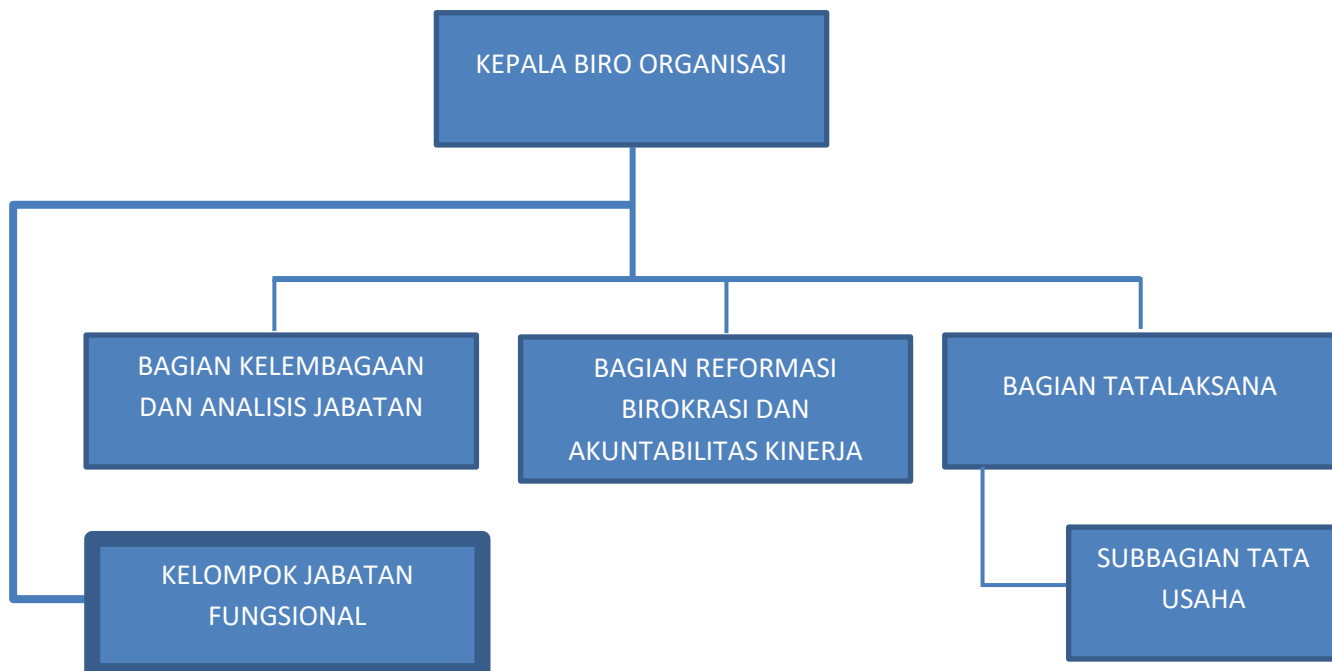 KEPALA BIRO ORGANISASI
BAGIAN KELEMBAGAAN
DAN ANALISIS JABATAN
BAGIAN REFORMASI
BIROKRASI DAN
AKUNTABILITAS KINERJA
BAGIAN TATALAKSANA
KELOMPOK JABATAN
FUNGSIONAL
SUBBAGIAN TATA
USAHA